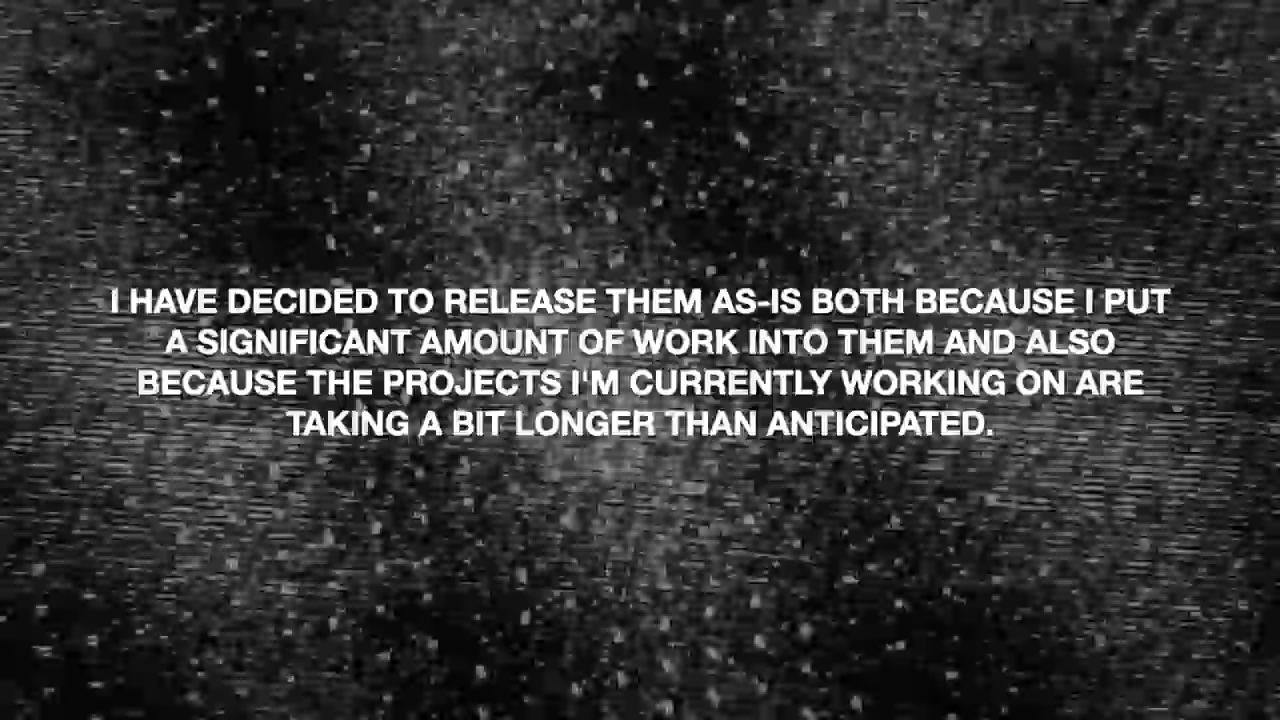 I HAVE DECIDED TO RELEASE THEM AS-IS BOTH BECAUSE I PUT
A SIGNIFICANT AMOUNT OF WORK INTO THEM AND ALSO
BECAUSE THE PROJECTS I'M CURRENTLY WORKING ON ARE
TAKING A BIT LONGER THAN ANTICIPATED.